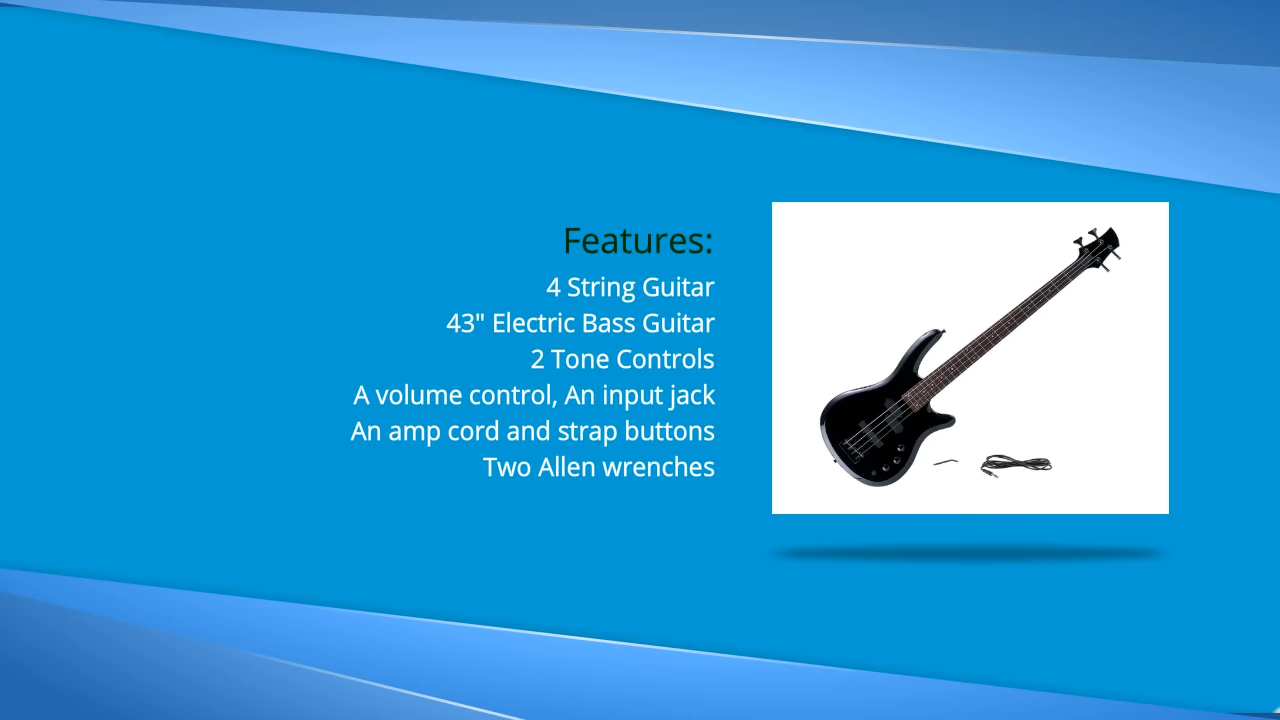 Features:
4 String Guitar
43" Electric Bass Guitar
2 Tone Controls
A volume control, An input jack
An amp cord and strap buttons
Two Allen wrenches